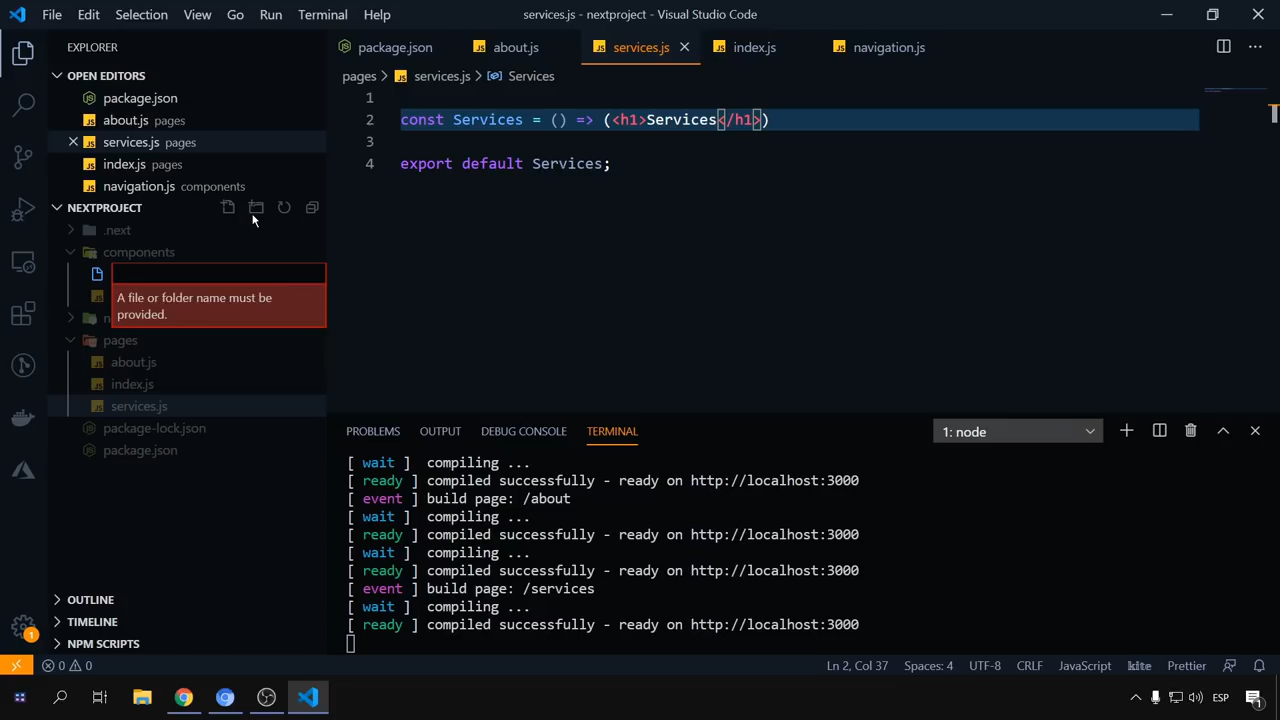 File Edit Selection View Go Run Terminal Help
services.js - nextproject - Visual Studio Code
EXPLORER
package.json
about.js
services.js
index.js
navigation.js
OPEN EDITORS
package.json
about.js pages
services.js pages
index.js pages
navigation.js components
NEXTPROJECT
.next
components
A file or folder name must be
provided.
pages
about.js
index.js
services.js
package-lock.json
package.json
OUTLINE
TIMELINE
NPM SCRIPTS
pages > services.js > Services
1
2 const Services = () => (<h1>Services</h1>)
3
4 export default Services;
PROBLEMS OUTPUT DEBUG CONSOLE TERMINAL
1: node
[ wait ] compiling ...
[ ready ] compiled successfully - ready on http://localhost:3000
[ event ] build page: /about
[ wait ] compiling ...
[ ready ] compiled successfully - ready on http://localhost:3000
[ wait ] compiling ...
[ ready ] compiled successfully - ready on http://localhost:3000
[ event ] build page: /services
[ wait ] compiling ...
[ ready ] compiled successfully - ready on http://localhost:3000
1
0 0
Ln 2, Col 37 Spaces: 4 UTF-8 CRLF JavaScript kite Prettier
ESP
1